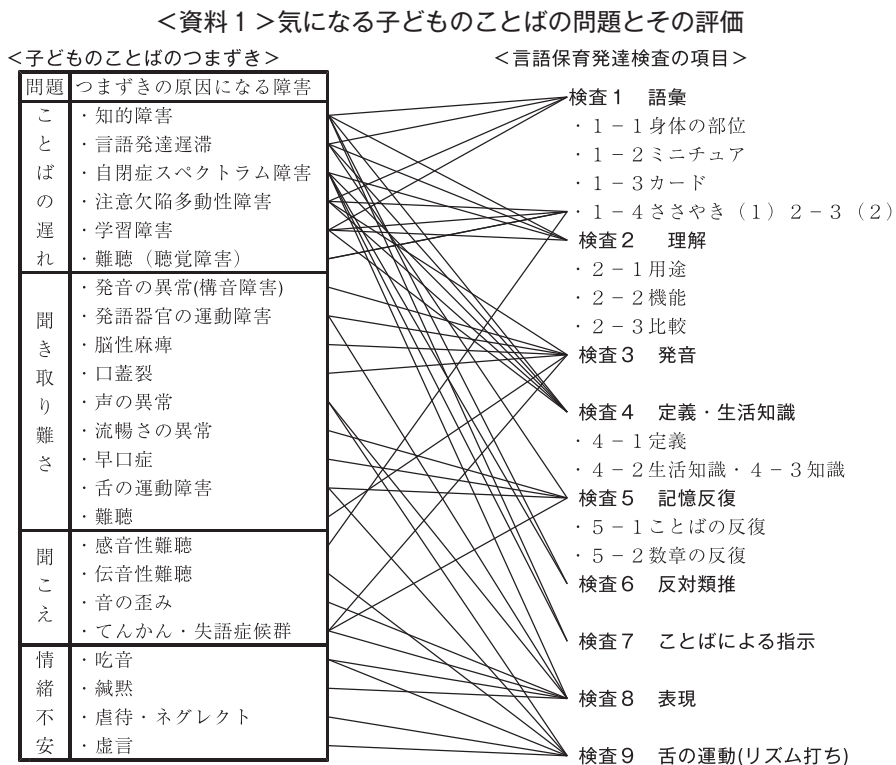 ＜資料１＞気になる子どものことばの問題とその評価
＜子どものことばのつまずき＞
問題 つまずきの原因になる障害
ことばの遅れ
・知的障害
・言語発達遅滞
・自閉症スペクトラム障害
・注意欠陥多動性障害
・学習障害
・難聴（聴覚障害）
聞き取り難さ
・発音の異常(構音障害)
・発語器官の運動障害
・脳性麻痺
・口蓋裂
・声の異常
・流暢さの異常
・早口症
・舌の運動障害
・難聴
聞こえ
・感音性難聴
・伝音性難聴
・音の歪み
・てんかん・失語症候群
情緒不安
・吃音
・緘黙
・虐待・ネグレクト
・虚言
＜言語保育発達検査の項目＞
検査１　語彙
・１－１身体の部位
・１－２ミニチュア
・１－３カード
・１－４ささやき（１）２－３（２）
検査２　理解
・２－１用途
・２－２機能
・２－３比較
検査３　発音
検査４　定義・生活知識
・４－１定義
・４－２生活知識・４－３知識
検査５　記憶反復
・５－１ことばの反復
・５－２数章の反復
検査６　反対類推
検査７　ことばによる指示
検査８　表現
検査９　舌の運動(リズム打ち)